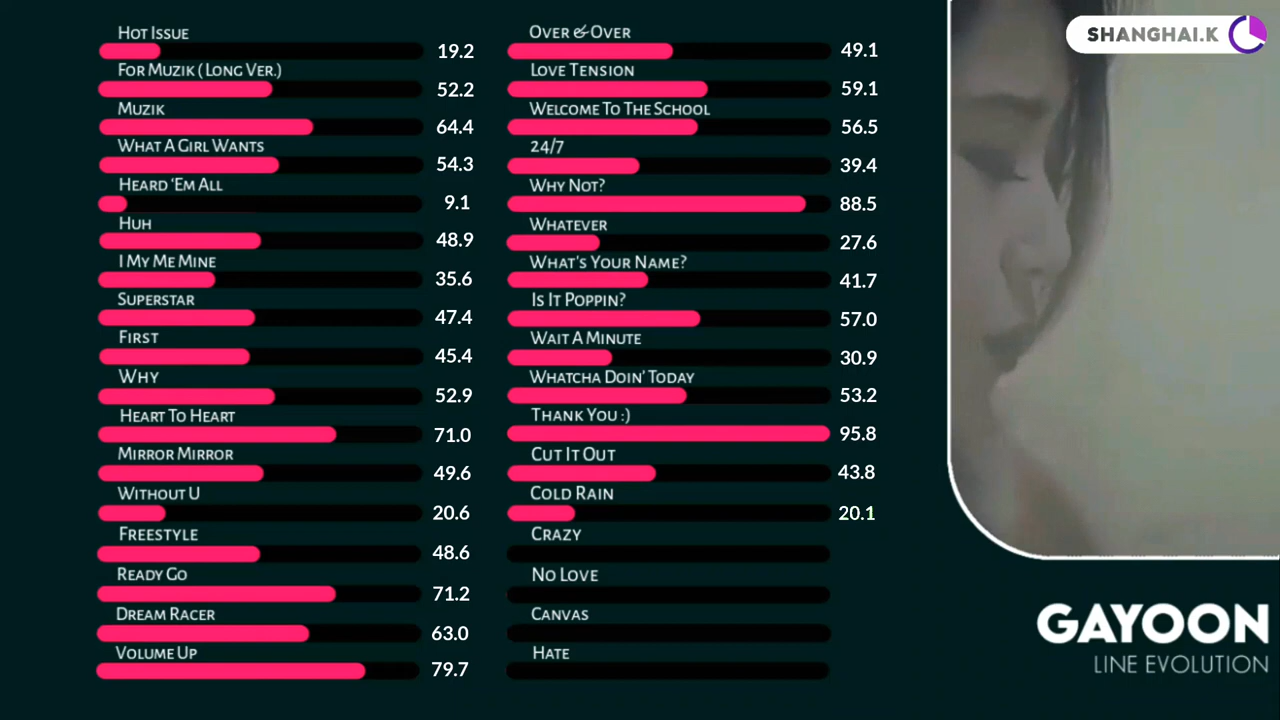 SHANGHAI.K
HOT ISSUE
19.2
FOR MUZIK (LONG VER.)
52.2
MUZIK
64.4
WHAT A GIRL WANTS
54.3
HEARD 'EM ALL
9.1
HUH
48.9
I MY ME MINE
35.6
SUPERSTAR
47.4
FIRST
45.4
WHY
52.9
HEART TO HEART
71.0
MIRROR MIRROR
49.6
WITHOUT U
20.6
FREESTYLE
48.6
READY GO
71.2
DREAM RACER
63.0
VOLUME UP
79.7
OVER & OVER
49.1
LOVE TENSION
59.1
WELCOME TO THE SCHOOL
56.5
24/7
39.4
WHY NOT?
88.5
WHATEVER
27.6
WHAT'S YOUR NAME?
41.7
IS IT POPPIN?
57.0
WAIT A MINUTE
30.9
WHATCHA DOIN' TODAY
53.2
THANK YOU :)
95.8
CUT IT OUT
43.8
COLD RAIN
20.1
CRAZY
NO LOVE
CANVAS
HATE
GAYOON
LINE EVOLUTION